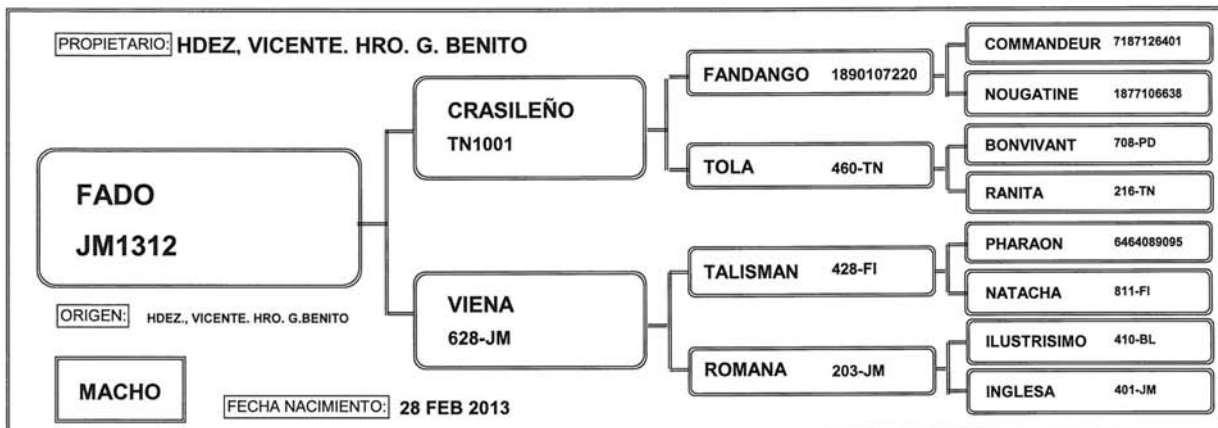 PROPIETARIO: HDEZ, VICENTE. HRO. G. BENITO
FADO
JM1312
ORIGEN: HDEZ., VICENTE. HRO. G.BENITO
MACHO
FECHA NACIMIENTO: 28 FEB 2013
CRASILEÑO
TN1001
VIENA
628-JM
FANDANGO 1890107220
TOLA 460-TN
TALISMAN 428-FI
ROMANA 203-JM
COMMANDEUR 7187126401
NOUGATINE 1877106638
BONVIVANT 708-PD
RANITA 216-TN
PHARAON 6464089095
NATACHA 811-FI
ILUSTRISIMO 410-BL
INGLESA 401-JM